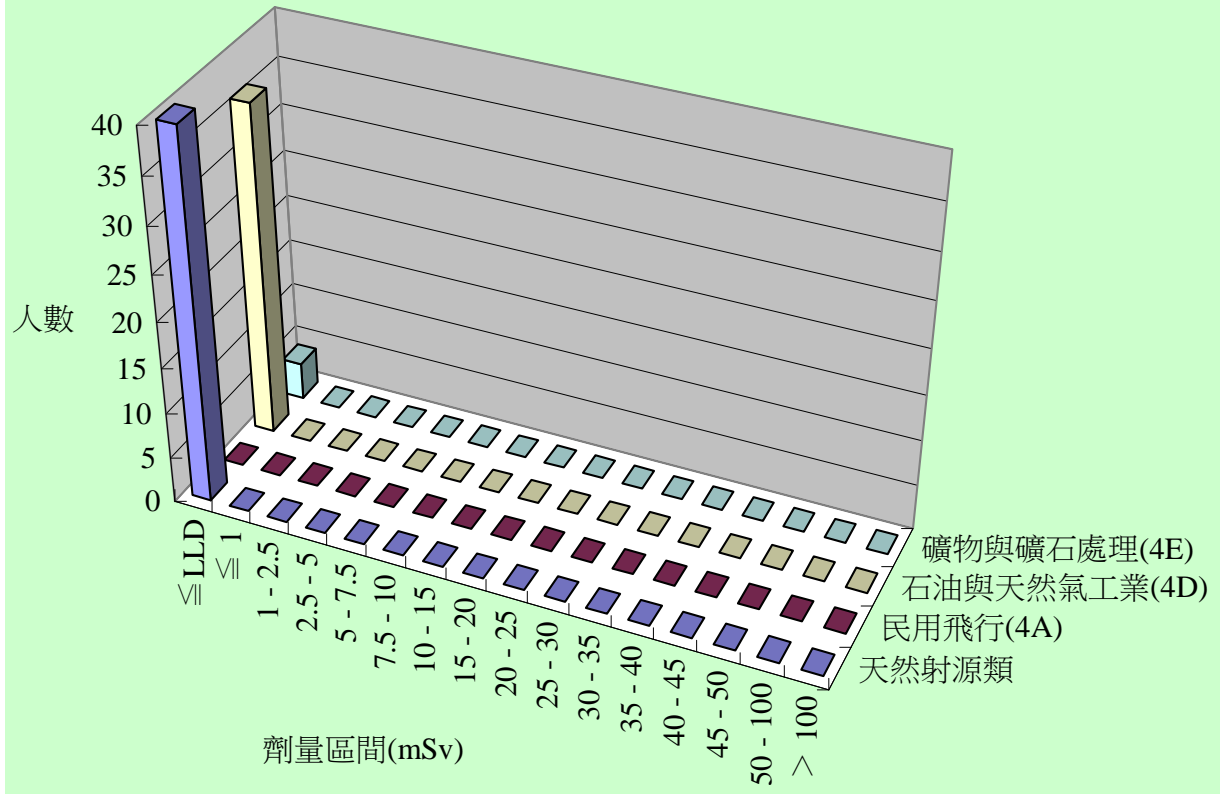 40
35
30
25
20
15
10
5
0
人數
≦LLD
≦ 1
1 - 2.5
2.5 - 5
5 - 7.5
7.5 - 10
10 - 15
15 - 20
20 - 25
25 - 30
30 - 35
35 - 40
40 - 45
45 - 50
50 - 100
＞ 100
劑量區間(mSv)
礦物與礦石處理(4E)
石油與天然氣工業(4D)
民用飛行(4A)
天然射源類